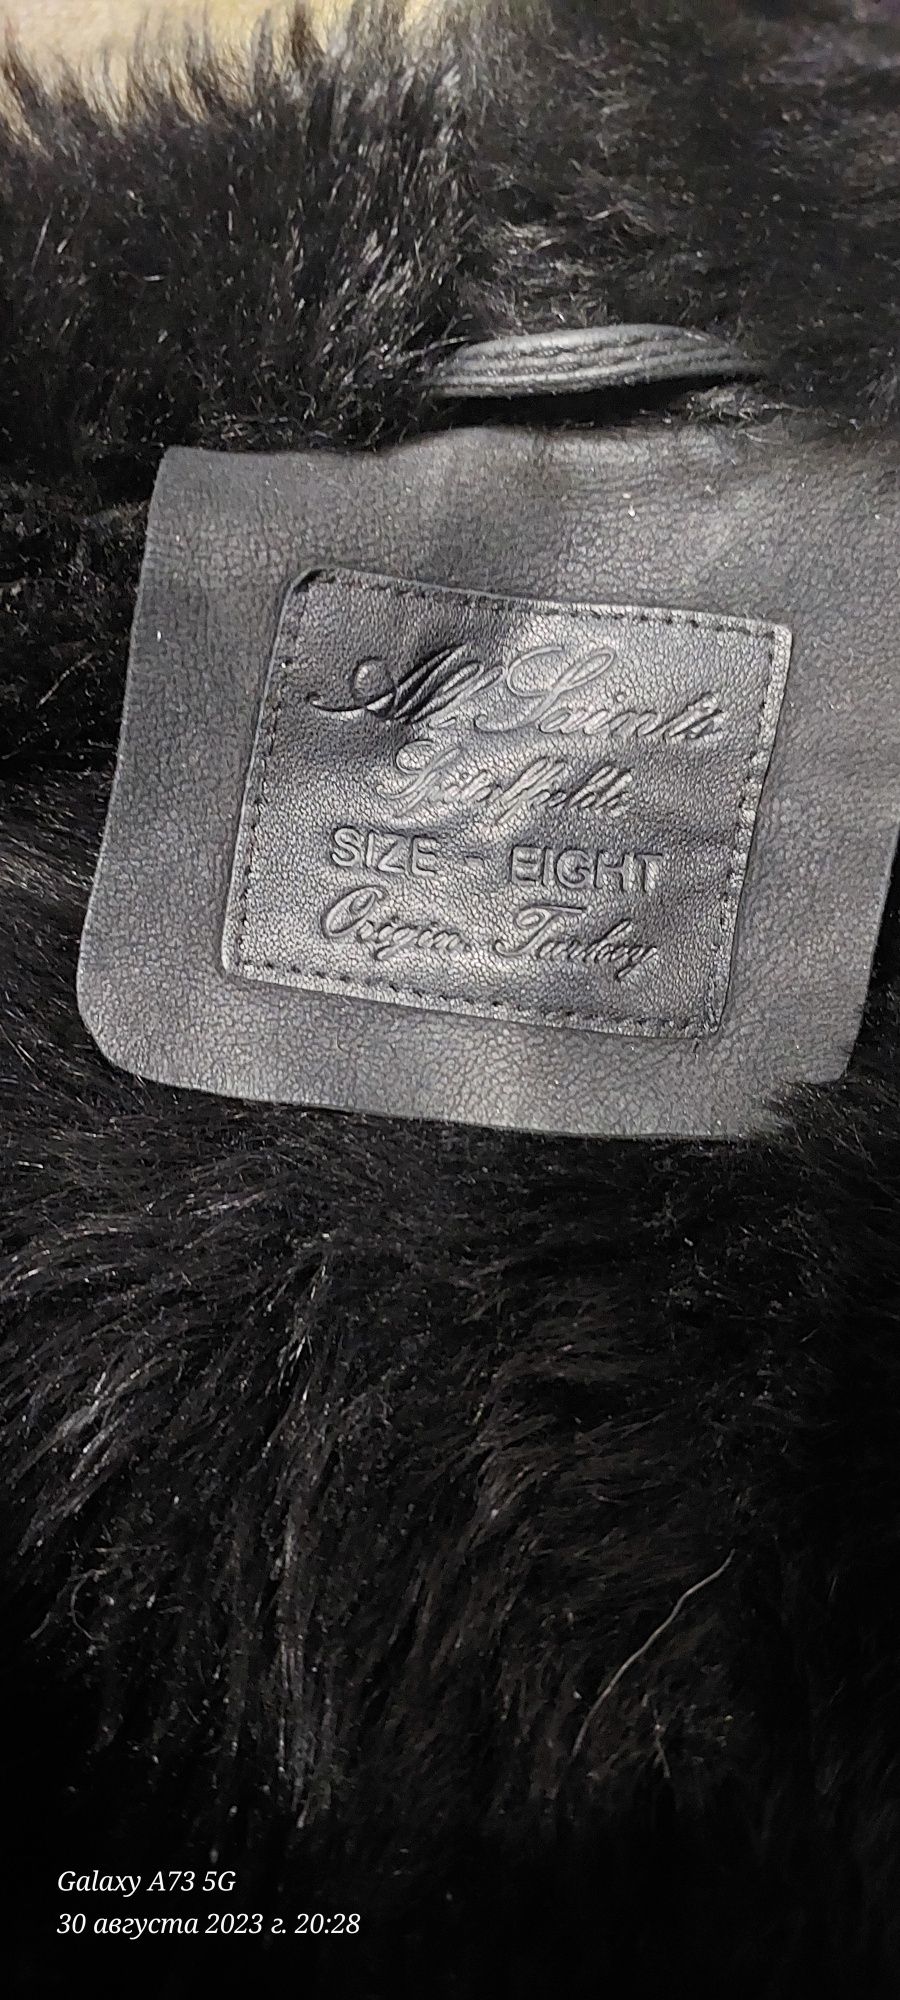 All Saints
Spitalfields
SIZE - EIGHT
Origin. Turkey
Galaxy A73 5G
30 августа 2023 г. 20:28